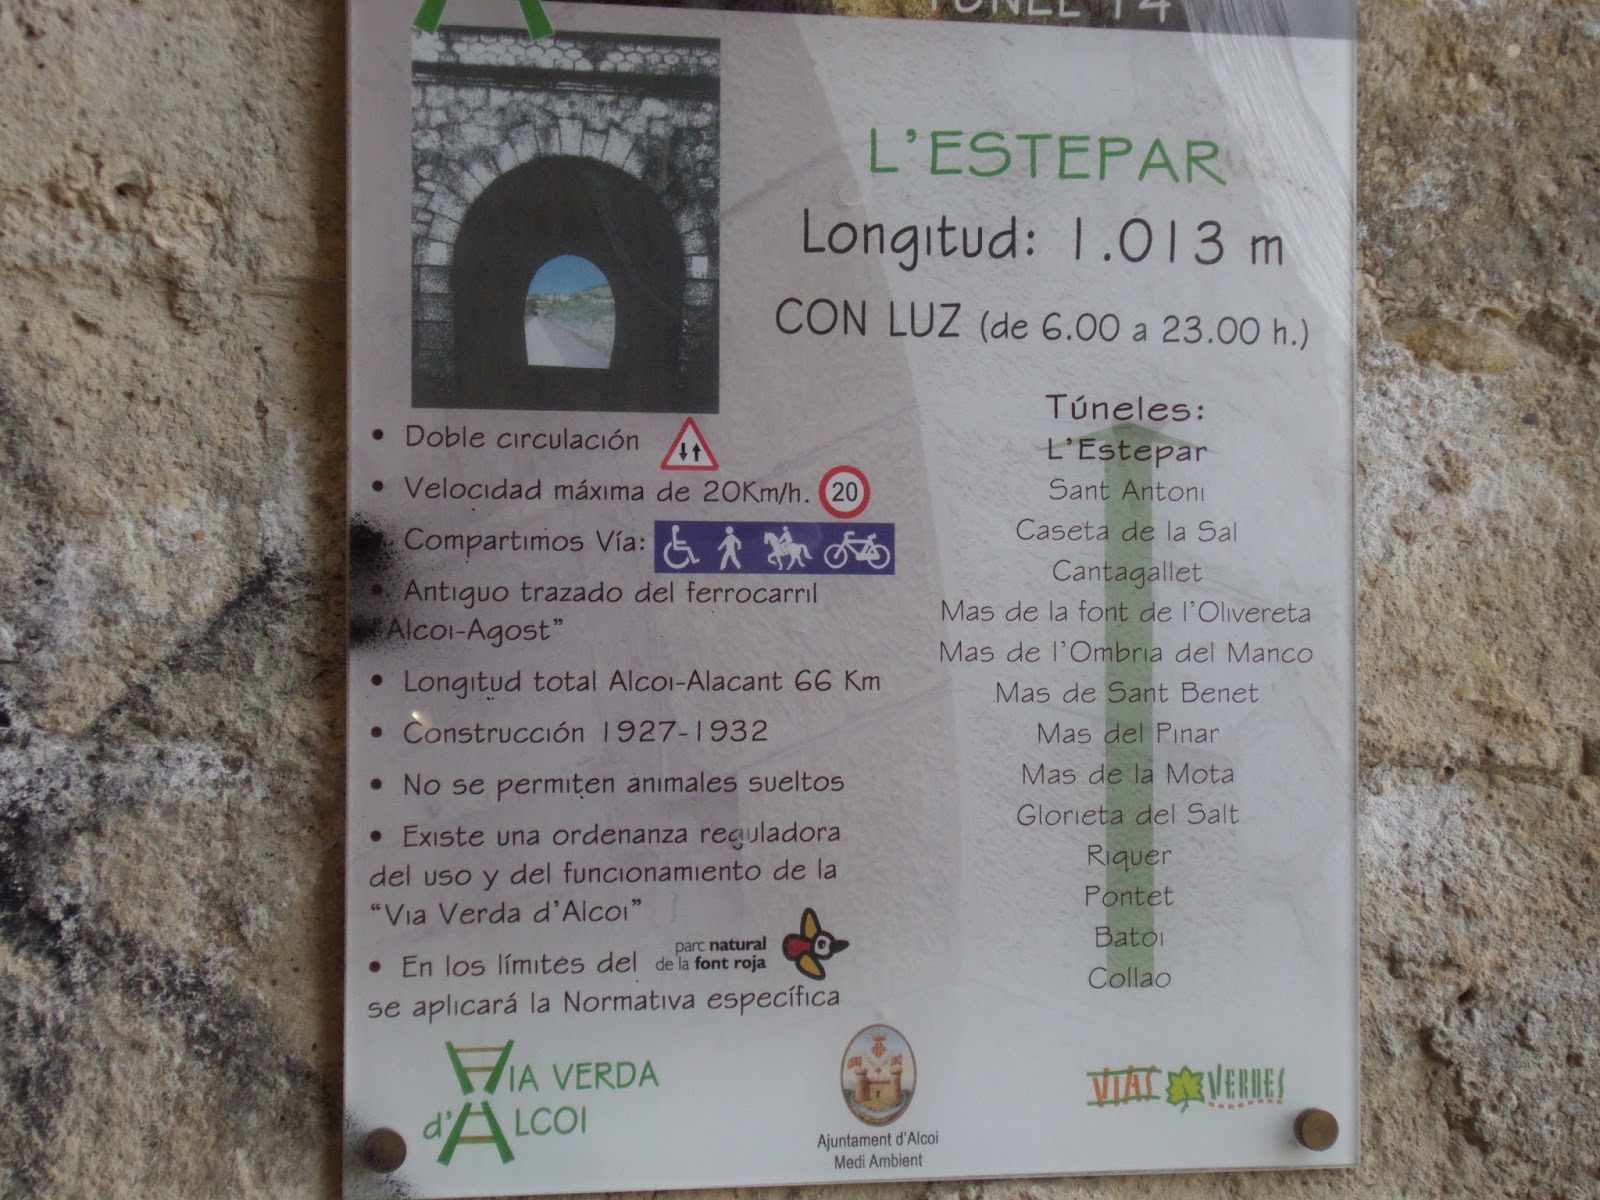 TÚNEL 14
L'ESTEPAR
Longitud: 1.013 m
CON LUZ (de 6.00 a 23.00 h.)
• Doble circulación
• Velocidad máxima de 20Km/h. 20
Compartimos Vía:
• Antiguo trazado del ferrocarril
"Alcoi-Agost"
• Longitud total Alcoi-Alacant 66 Km
• Construcción 1927-1932
• No se permiten animales sueltos
• Existe una ordenanza reguladora
del uso y del funcionamiento de la
"Via Verda d'Alcoi"
• En los límites del parc natural
de la font roja
se aplicará la Normativa específica
Túneles:
L'Estepar
Sant Antoni
Caseta de la Sal
Cantagallet
Mas de la font de l'Olivereta
Mas de l'Ombria del Manco
Mas de Sant Benet
Mas del Pinar
Mas de la Mota
Glorieta del Salt
Riquer
Pontet
Batoi
Collao
VIA VERDA
d'ALCOI
Ajuntament d'Alcoi
Medi Ambient
VIAS VERDES